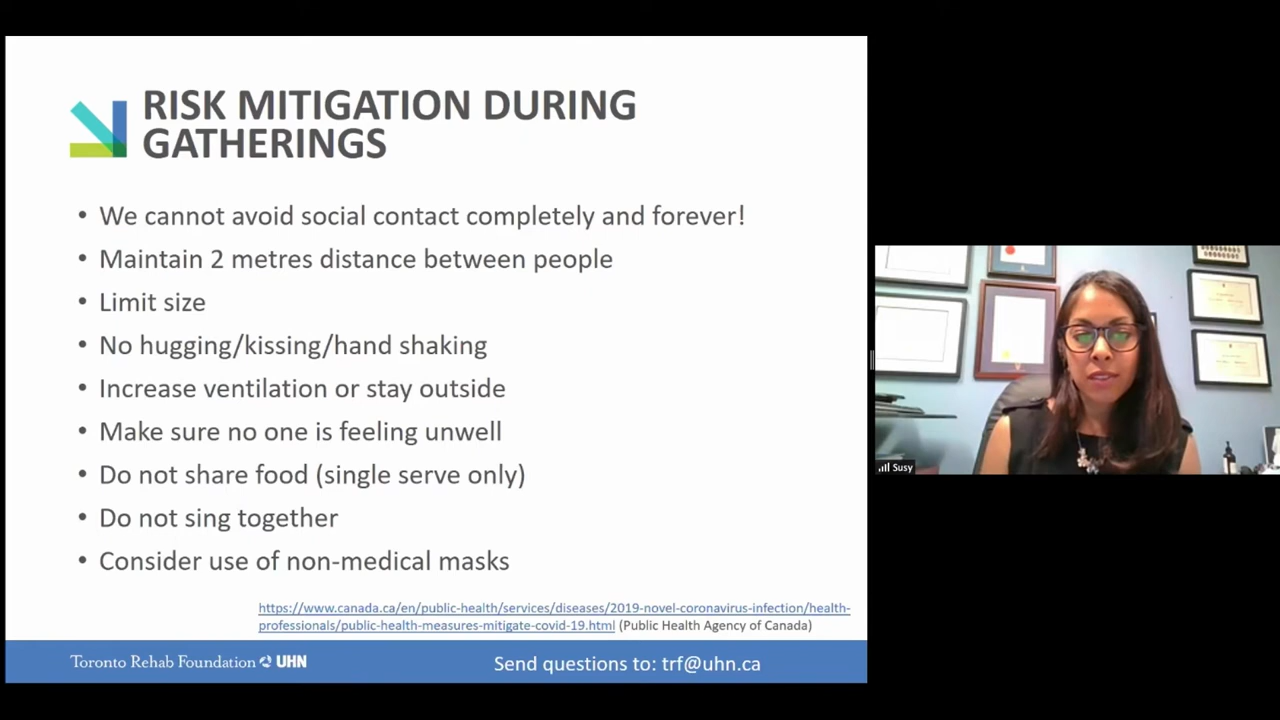 RISK MITIGATION DURING
GATHERINGS
• We cannot avoid social contact completely and forever!
• Maintain 2 metres distance between people
• Limit size
• No hugging/kissing/hand shaking
• Increase ventilation or stay outside
• Make sure no one is feeling unwell
• Do not share food (single serve only)
• Do not sing together
• Consider use of non-medical masks
https://www.canada.ca/en/public-health/services/diseases/2019-novel-coronavirus-infection/health-
professionals/public-health-measures-mitigate-covid-19.html (Public Health Agency of Canada)
Toronto Rehab Foundation UHN
Send questions to: trf@uhn.ca
Susy